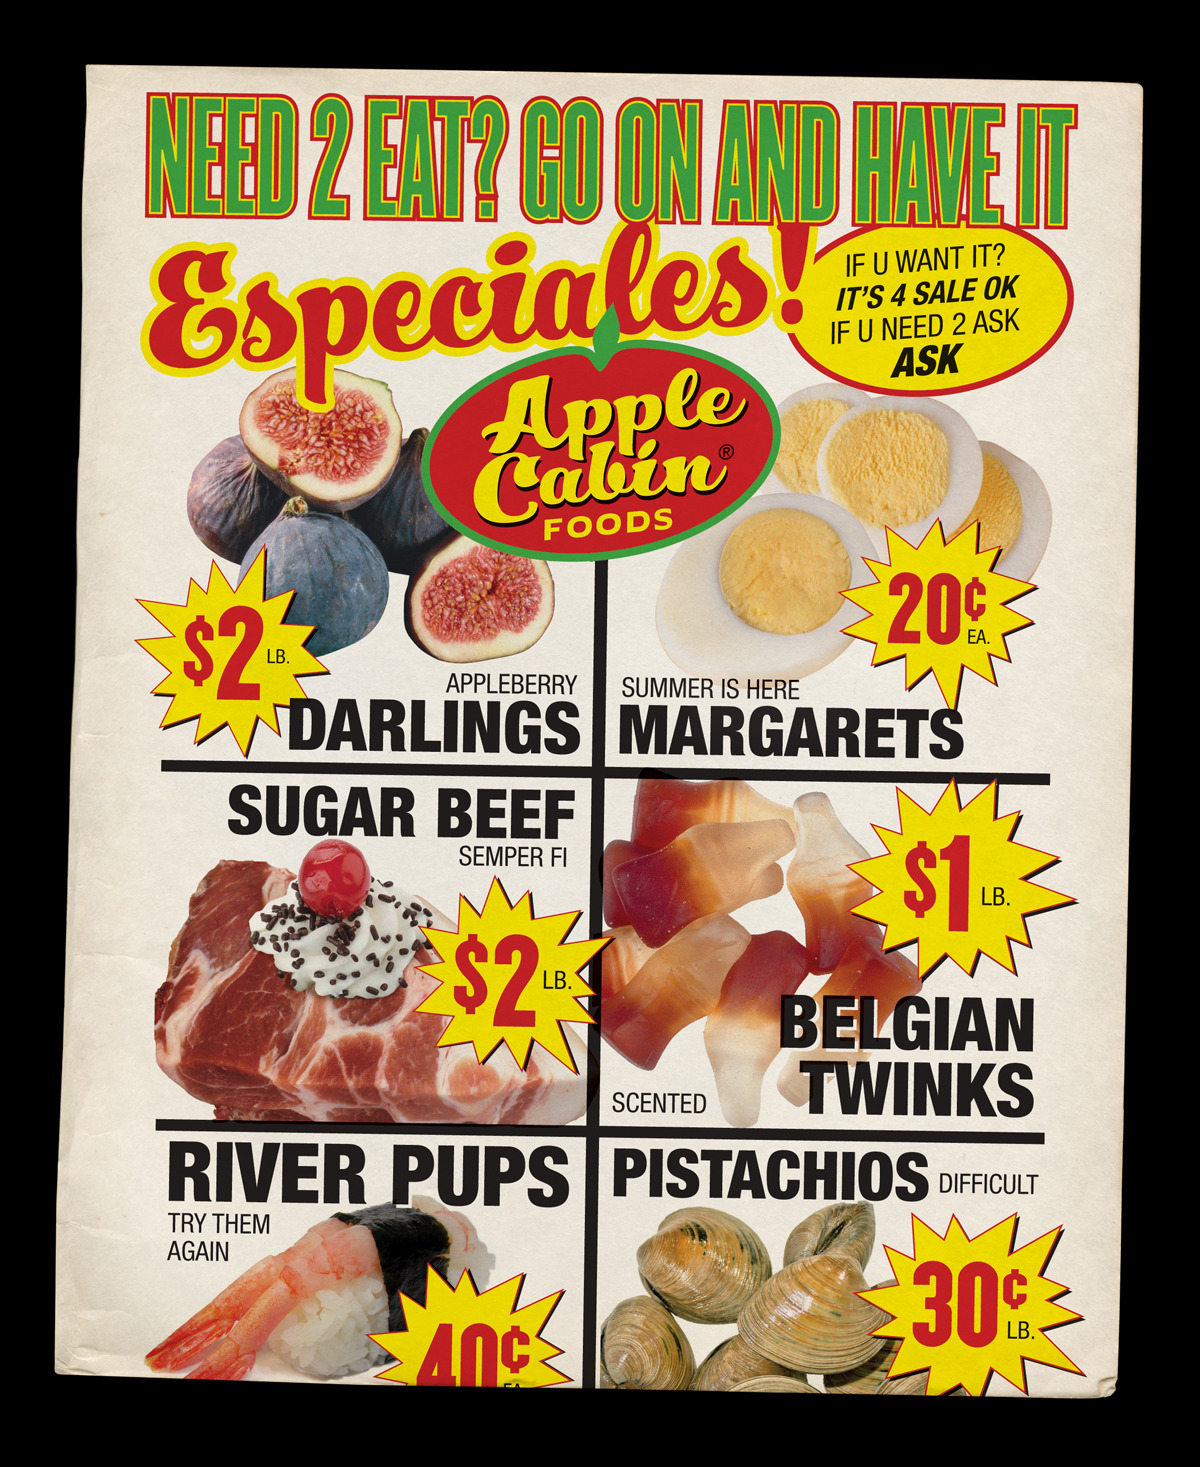 NEED 2 EAT? GO ON AND HAVE IT
Especiales!
IF U WANT IT?
IT'S 4 SALE OK
IF U NEED 2 ASK
ASK
Apple
Cabin®
FOODS
$2 LB.
APPLEBERRY
DARLINGS
20¢ EA.
SUMMER IS HERE
MARGARETS
SUGAR BEEF
SEMPER FI
$2 LB.
$1 LB.
BELGIAN
TWINKS
SCENTED
RIVER PUPS
TRY THEM
AGAIN
40¢
EA.
PISTACHIOS DIFFICULT
30¢ LB.